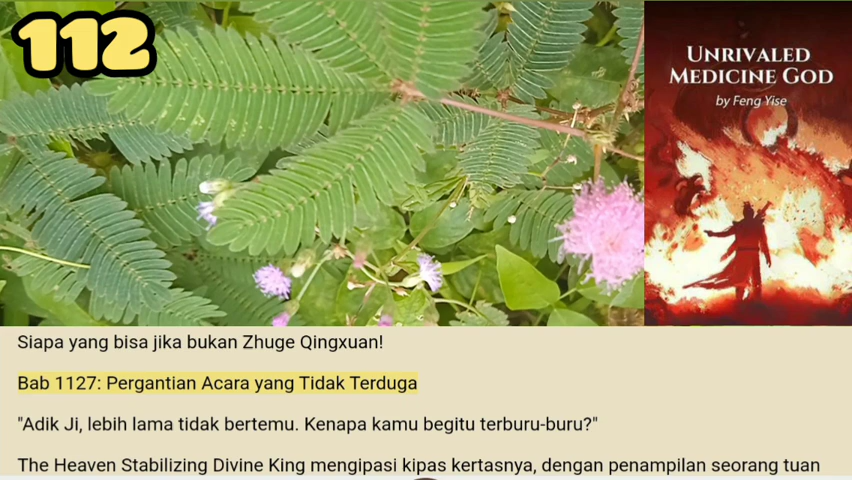 112
UNRIVALED
MEDICINE GOD
by Feng Yise
Siapa yang bisa jika bukan Zhuge Qingxuan!
Bab 1127: Pergantian Acara yang Tidak Terduga
"Adik Ji, lebih lama tidak bertemu. Kenapa kamu begitu terburu-buru?"
The Heaven Stabilizing Divine King mengipasi kipas kertasnya, dengan penampilan seorang tuan